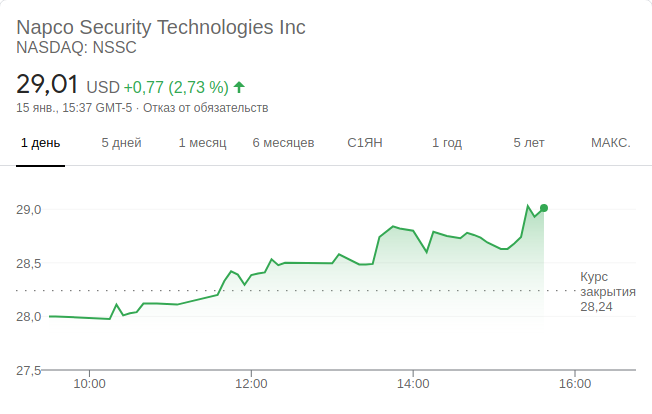 Napco Security Technologies Inc
NASDAQ: NSSC
29,01 USD +0,77 (2,73 %) ↑
15 янв., 15:37 GMT-5 · Отказ от обязательств
1 день 5 дней 1 месяц 6 месяцев С1ЯН 1 год 5 лет МАКС.
29,0
28,5
Курс
закрытия
28,24
28,0
27,5
10:00 12:00 14:00 16:00